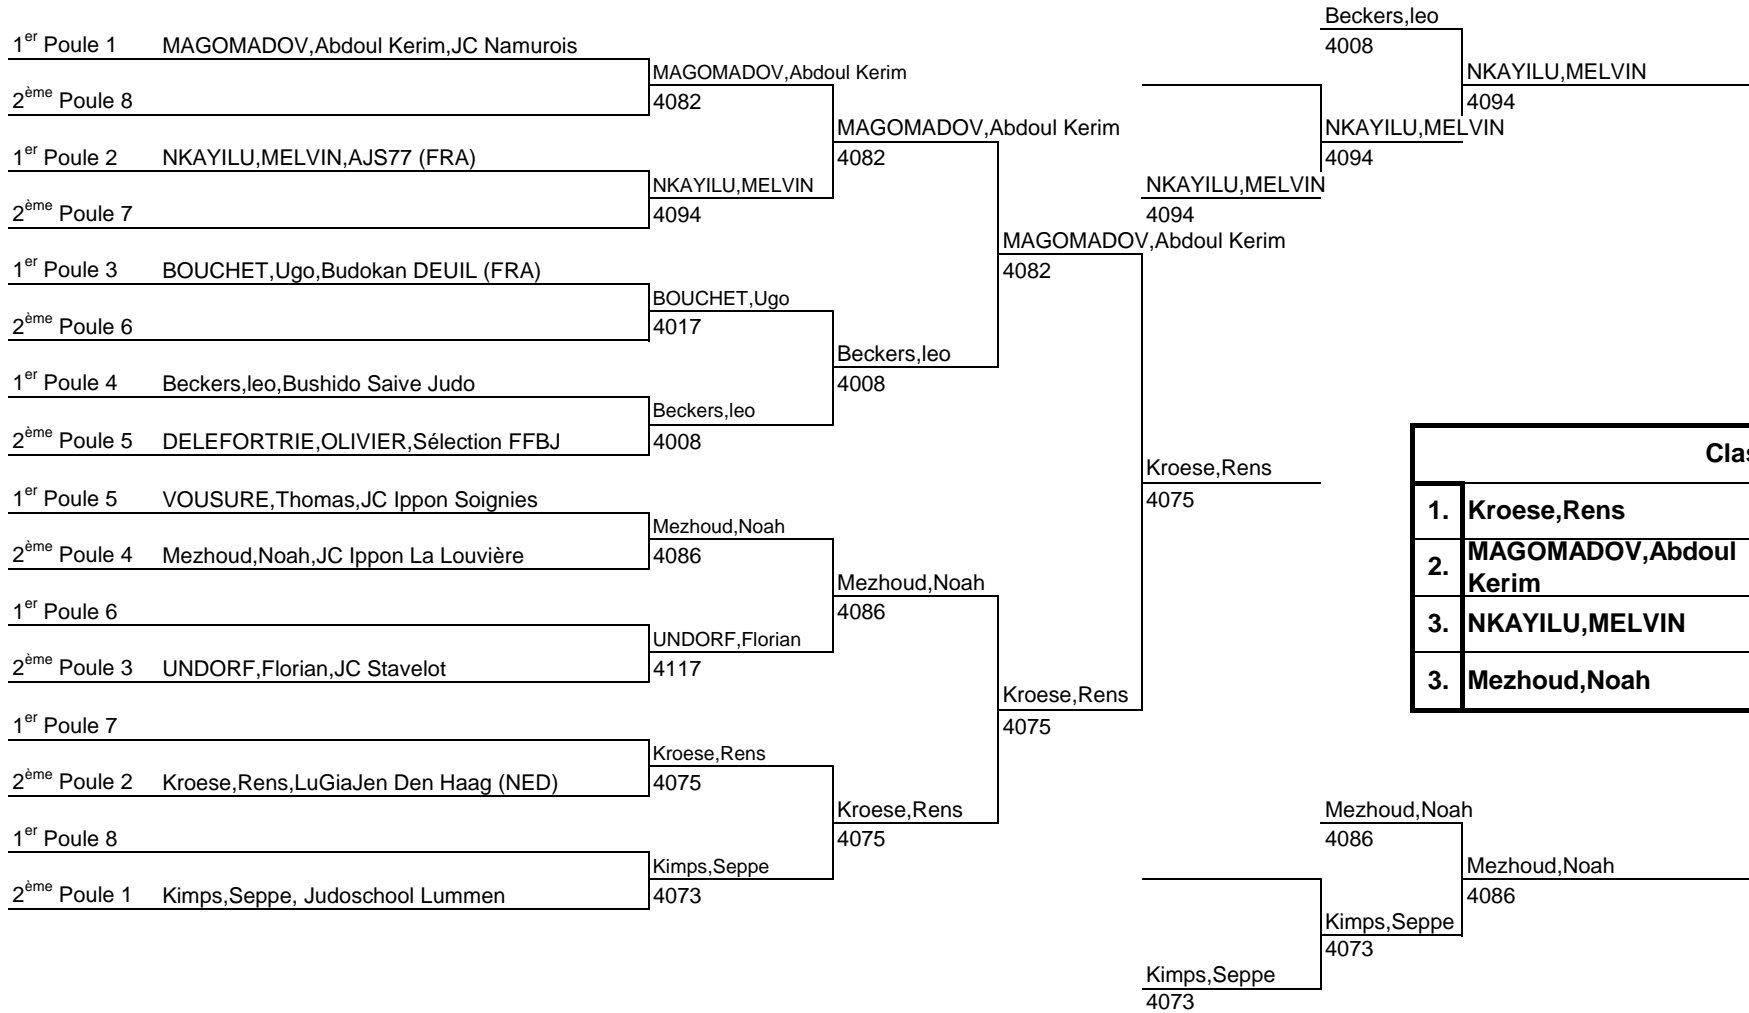 1er Poule 1 MAGOMADOV,Abdoul Kerim,JC Namurois
2ème Poule 8
1er Poule 2 NKAYILU,MELVIN,AJS77 (FRA)
2ème Poule 7
1er Poule 3 BOUCHET,Ugo,Budokan DEUIL (FRA)
2ème Poule 6
1er Poule 4 Beckers,leo,Bushido Saive Judo
2ème Poule 5 DELEFORTRIE,OLIVIER,Sélection FFBJ
1er Poule 5 VOUSURE,Thomas,JC Ippon Soignies
2ème Poule 4 Mezhoud,Noah,JC Ippon La Louvière
1er Poule 6
2ème Poule 3 UNDORF,Florian,JC Stavelot
1er Poule 7
2ème Poule 2 Kroese,Rens,LuGiaJen Den Haag (NED)
1er Poule 8
2ème Poule 1 Kimps,Seppe, Judoschool Lummen
MAGOMADOV,Abdoul Kerim
4082
NKAYILU,MELVIN
4094
BOUCHET,Ugo
4017
Beckers,leo
4008
Mezhoud,Noah
4086
UNDORF,Florian
4117
Kroese,Rens
4075
Kimps,Seppe
4073
MAGOMADOV,Abdoul Kerim
4082
Beckers,leo
4008
Mezhoud,Noah
4086
Kroese,Rens
4075
MAGOMADOV,Abdoul Kerim
4082
Kroese,Rens
4075
Kroese,Rens
4075
Beckers,leo
4008
NKAYILU,MELVIN
4094
NKAYILU,MELVIN
4094
NKAYILU,MELVIN
4094
Clas
1. Kroese,Rens
2. MAGOMADOV,Abdoul
Kerim
3. NKAYILU,MELVIN
3. Mezhoud,Noah
Mezhoud,Noah
4086
Mezhoud,Noah
4086
Kimps,Seppe
4073
Kimps,Seppe
4073